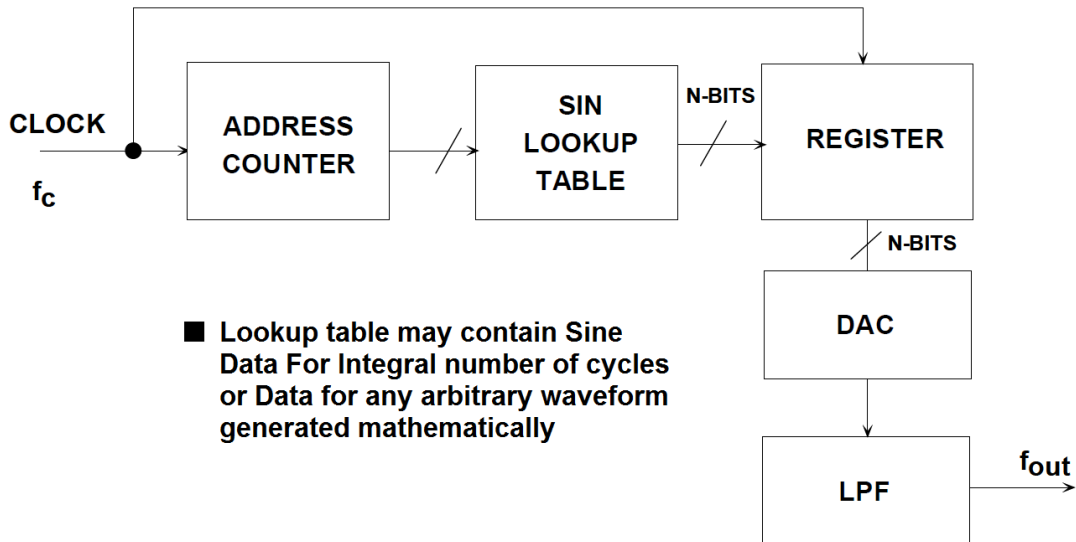 CLOCK
fc
ADDRESS
COUNTER
SIN
LOOKUP
TABLE
N-BITS
REGISTER
N-BITS
DAC
LPF
fout
■ Lookup table may contain Sine
Data For Integral number of cycles
or Data for any arbitrary waveform
generated mathematically